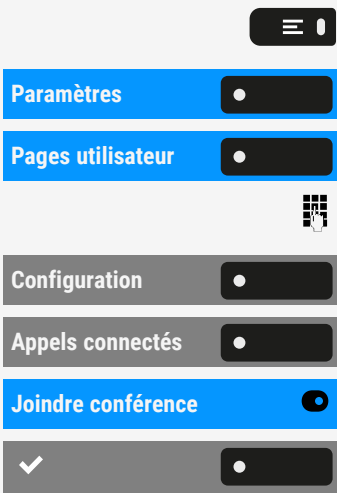 Paramètres
Pages utilisateur
Configuration
Appels connectés
Joindre conférence